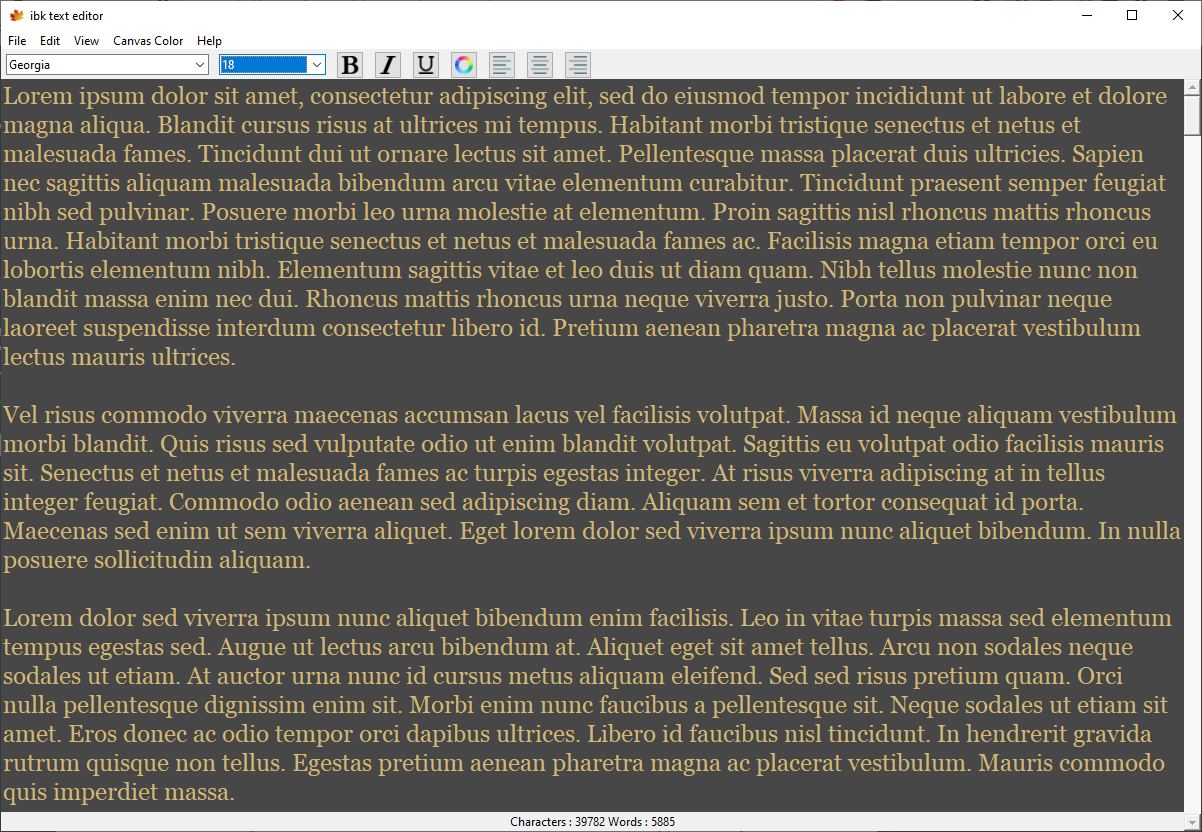 ibk text editor
File Edit View Canvas Color Help
Georgia 18 B I U
Lorem ipsum dolor sit amet, consectetur adipiscing elit, sed do eiusmod tempor incididunt ut labore et dolore
magna aliqua. Blandit cursus risus at ultrices mi tempus. Habitant morbi tristique senectus et netus et
malesuada fames. Tincidunt dui ut ornare lectus sit amet. Pellentesque massa placerat duis ultricies. Sapien
nec sagittis aliquam malesuada bibendum arcu vitae elementum curabitur. Tincidunt praesent semper feugiat
nibh sed pulvinar. Posuere morbi leo urna molestie at elementum. Proin sagittis nisl rhoncus mattis rhoncus
urna. Habitant morbi tristique senectus et netus et malesuada fames ac. Facilisis magna etiam tempor orci eu
lobortis elementum nibh. Elementum sagittis vitae et leo duis ut diam quam. Nibh tellus molestie nunc non
blandit massa enim nec dui. Rhoncus mattis rhoncus urna neque viverra justo. Porta non pulvinar neque
laoreet suspendisse interdum consectetur libero id. Pretium aenean pharetra magna ac placerat vestibulum
lectus mauris ultrices.
Vel risus commodo viverra maecenas accumsan lacus vel facilisis volutpat. Massa id neque aliquam vestibulum
morbi blandit. Quis risus sed vulputate odio ut enim blandit volutpat. Sagittis eu volutpat odio facilisis mauris
sit. Senectus et netus et malesuada fames ac turpis egestas integer. At risus viverra adipiscing at in tellus
integer feugiat. Commodo odio aenean sed adipiscing diam. Aliquam sem et tortor consequat id porta.
Maecenas sed enim ut sem viverra aliquet. Eget lorem dolor sed viverra ipsum nunc aliquet bibendum. In nulla
posuere sollicitudin aliquam.
Lorem dolor sed viverra ipsum nunc aliquet bibendum enim facilisis. Leo in vitae turpis massa sed elementum
tempus egestas sed. Augue ut lectus arcu bibendum at. Aliquet eget sit amet tellus. Arcu non sodales neque
sodales ut etiam. At auctor urna nunc id cursus metus aliquam eleifend. Sed sed risus pretium quam. Orci
nulla pellentesque dignissim enim sit. Morbi enim nunc faucibus a pellentesque sit. Neque sodales ut etiam sit
amet. Eros donec ac odio tempor orci dapibus ultrices. Libero id faucibus nisl tincidunt. In hendrerit gravida
rutrum quisque non tellus. Egestas pretium aenean pharetra magna ac placerat vestibulum. Mauris commodo
quis imperdiet massa.
Characters : 39782 Words : 5885